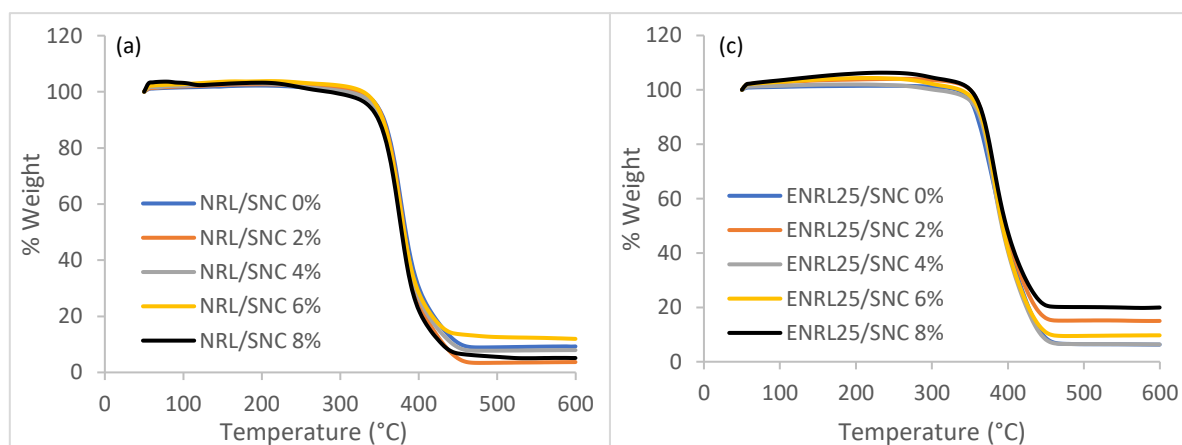 (a)
% Weight
120
100
80
60
40
20
0
NRL/SNC 0%
NRL/SNC 2%
NRL/SNC 4%
NRL/SNC 6%
NRL/SNC 8%
0 100 200 300 400 500 600
Temperature (°C)
(c)
% Weight
120
100
80
60
40
20
0
ENRL25/SNC 0%
ENRL25/SNC 2%
ENRL25/SNC 4%
ENRL25/SNC 6%
ENRL25/SNC 8%
0 100 200 300 400 500 600
Temperature (°C)